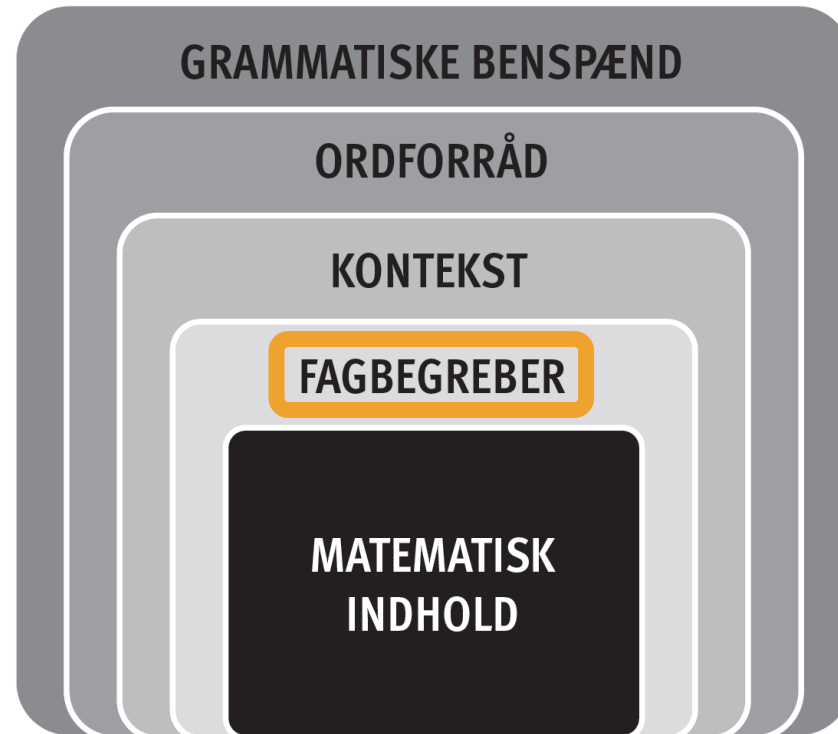 GRAMMATISKE BENSPÆND
ORDFORRÅD
KONTEKST
FAGBEGREBER
MATEMATISK
INDHOLD